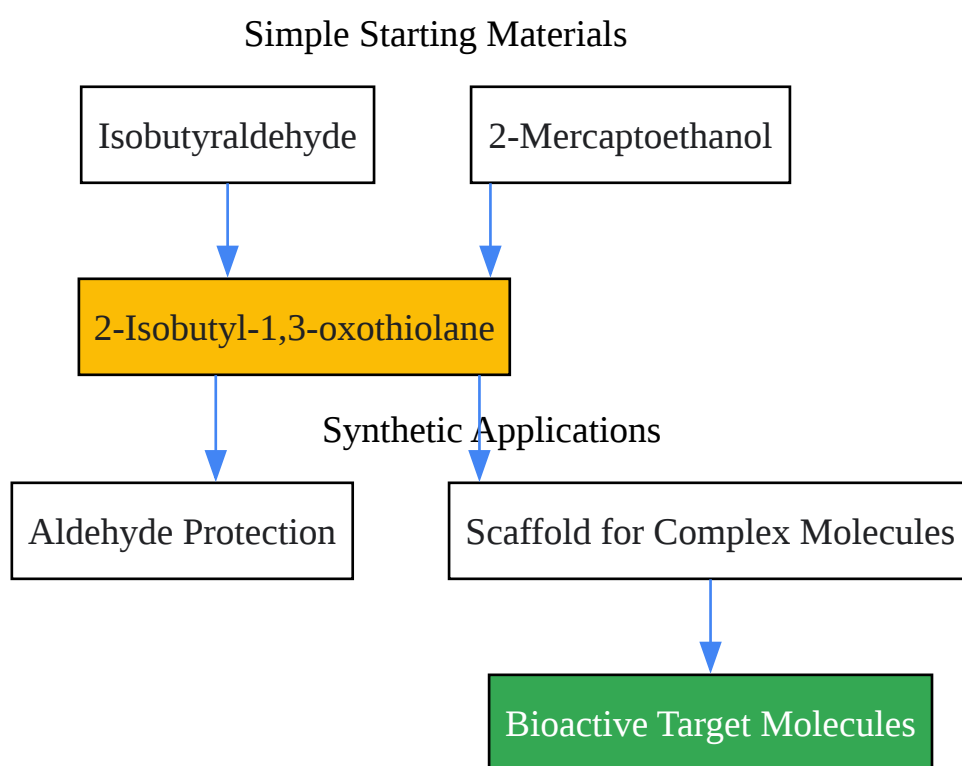 Simple Starting Materials
Isobutyraldehyde
2-Mercaptoethanol
2-Isobutyl-1,3-oxothiolane
Synthetic Applications
Aldehyde Protection
Scaffold for Complex Molecules
Bioactive Target Molecules